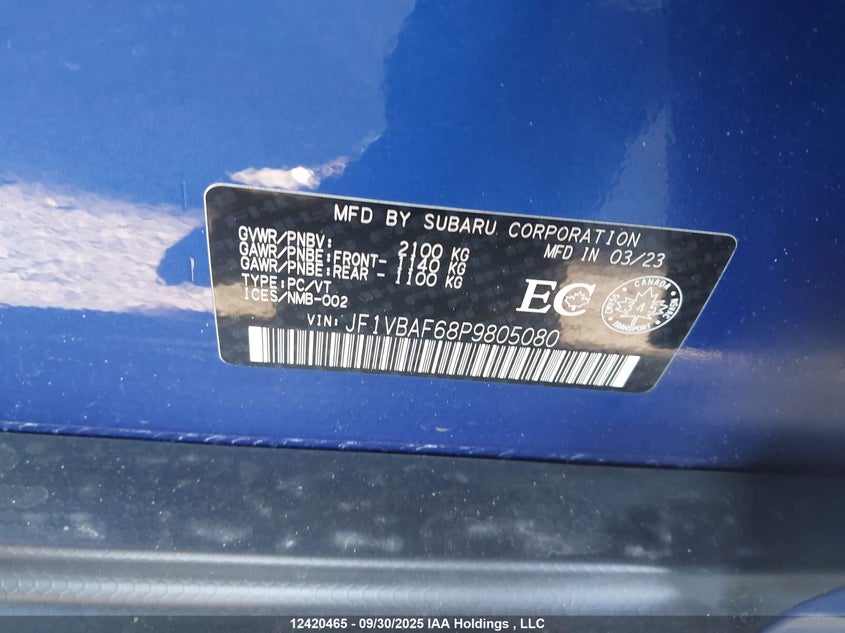 MFD BY SUBARU CORPORATION
MFD IN 03/23
GVWR/PNBV: 2100 KG
GAWR/PNBE:FRONT- 1140 KG
GAWR/PNBE:REAR - 1100 KG
TYPE:PC/VT
ICES/NMB-002
EC
CANADA
TRANSPORT
VIN: JF1VBAF68P9805080
12420465 - 09/30/2025 IAA Holdings , LLC